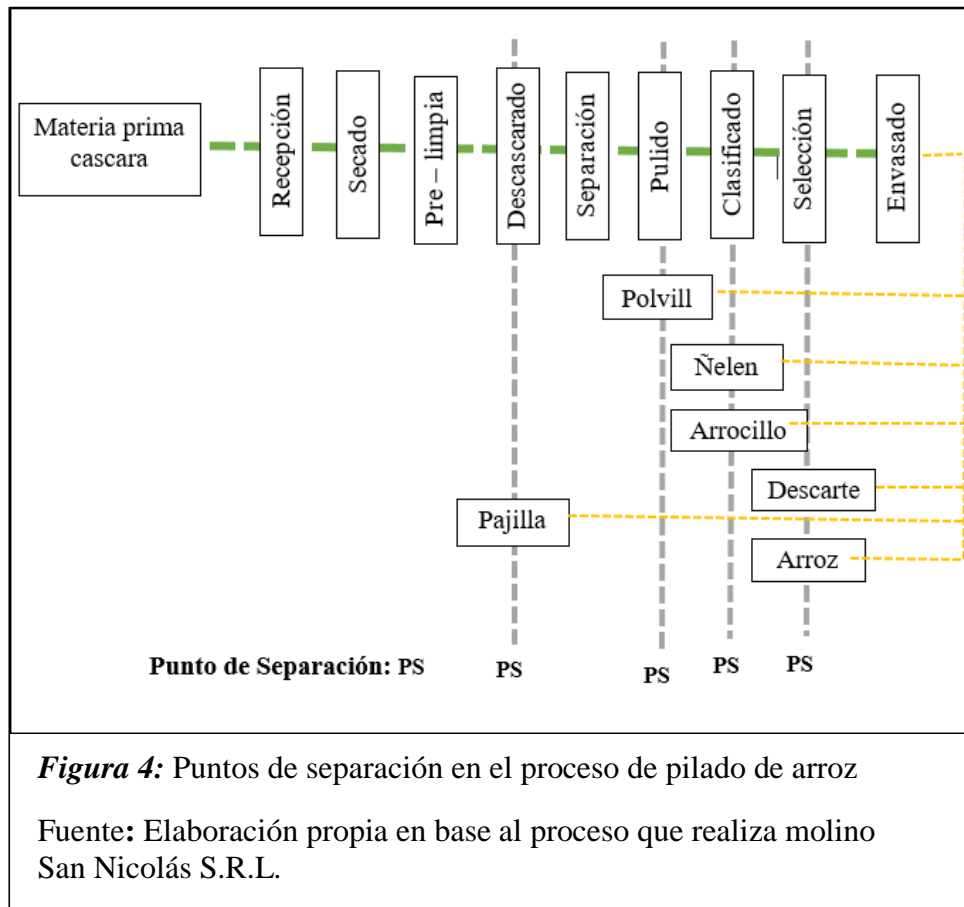 Materia prima
cascara
Recepción
Secado
Pre – limpia
Descascarado
Separación
Pulido
Clasificado
Selección
Envasado
Polvill
Ñelen
Arrocillo
Descarte
Pajilla
Arroz
Punto de Separación: PS
PS
PS
PS
PS
Figura 4: Puntos de separación en el proceso de pilado de arroz
Fuente: Elaboración propia en base al proceso que realiza molino
San Nicolás S.R.L.